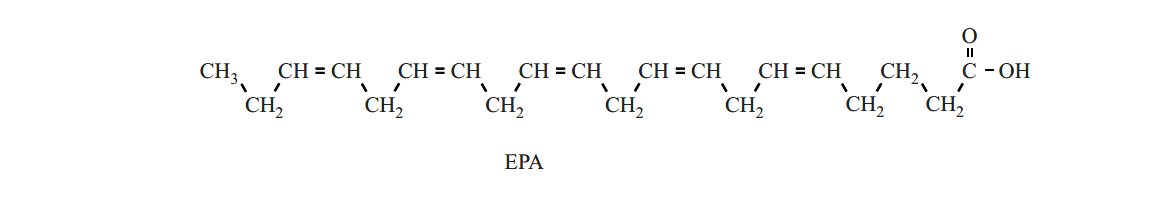 O
CH₃ CH = CH CH = CH CH = CH CH = CH CH = CH CH₂ C – OH
CH₂ CH₂ CH₂ CH₂ CH₂ CH₂ CH₂
EPA